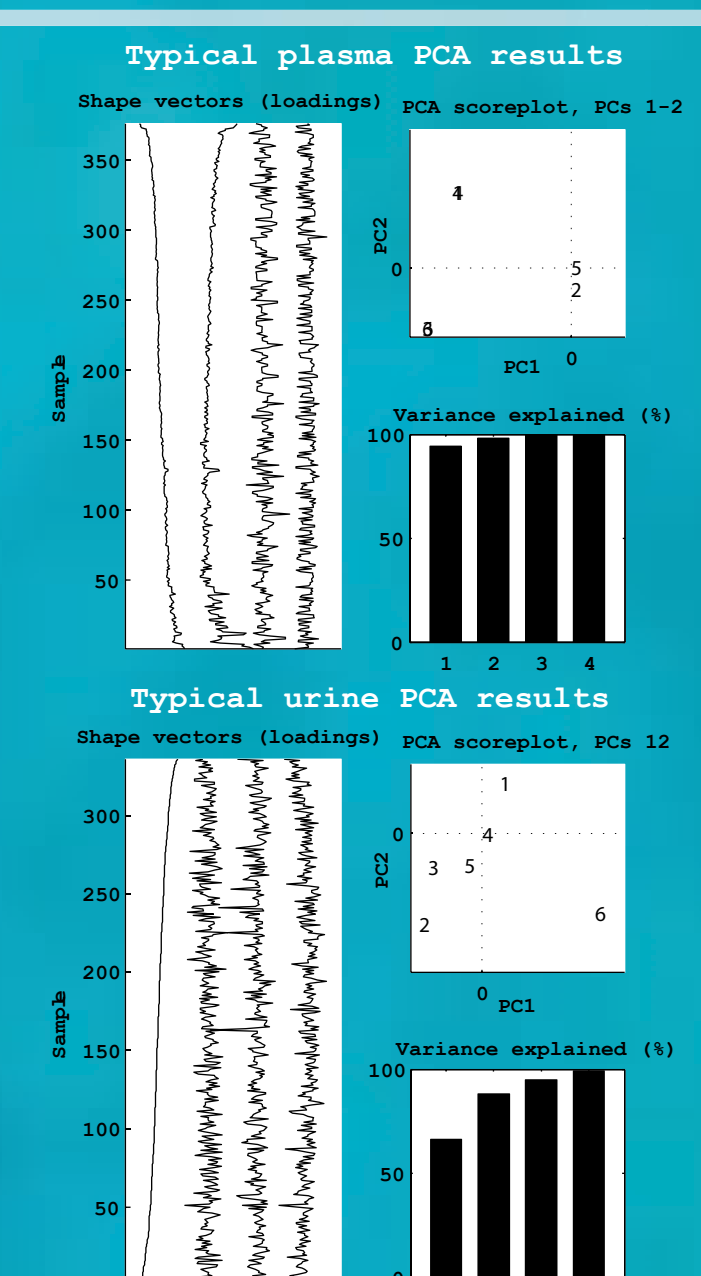 Typical plasma PCA results
Shape vectors (loadings)
350
300
250
200
150
100
50
Sample
PCA scoreplot, PCs 1-2
PC2
0
4
5
2
6
PC1
0
Variance explained (%)
100
50
0
1 2 3 4
Typical urine PCA results
Shape vectors (loadings)
300
250
200
150
100
50
Sample
PCA scoreplot, PCs 12
PC2
0
1
4
3
5
2
6
0
PC1
Variance explained (%)
100
50